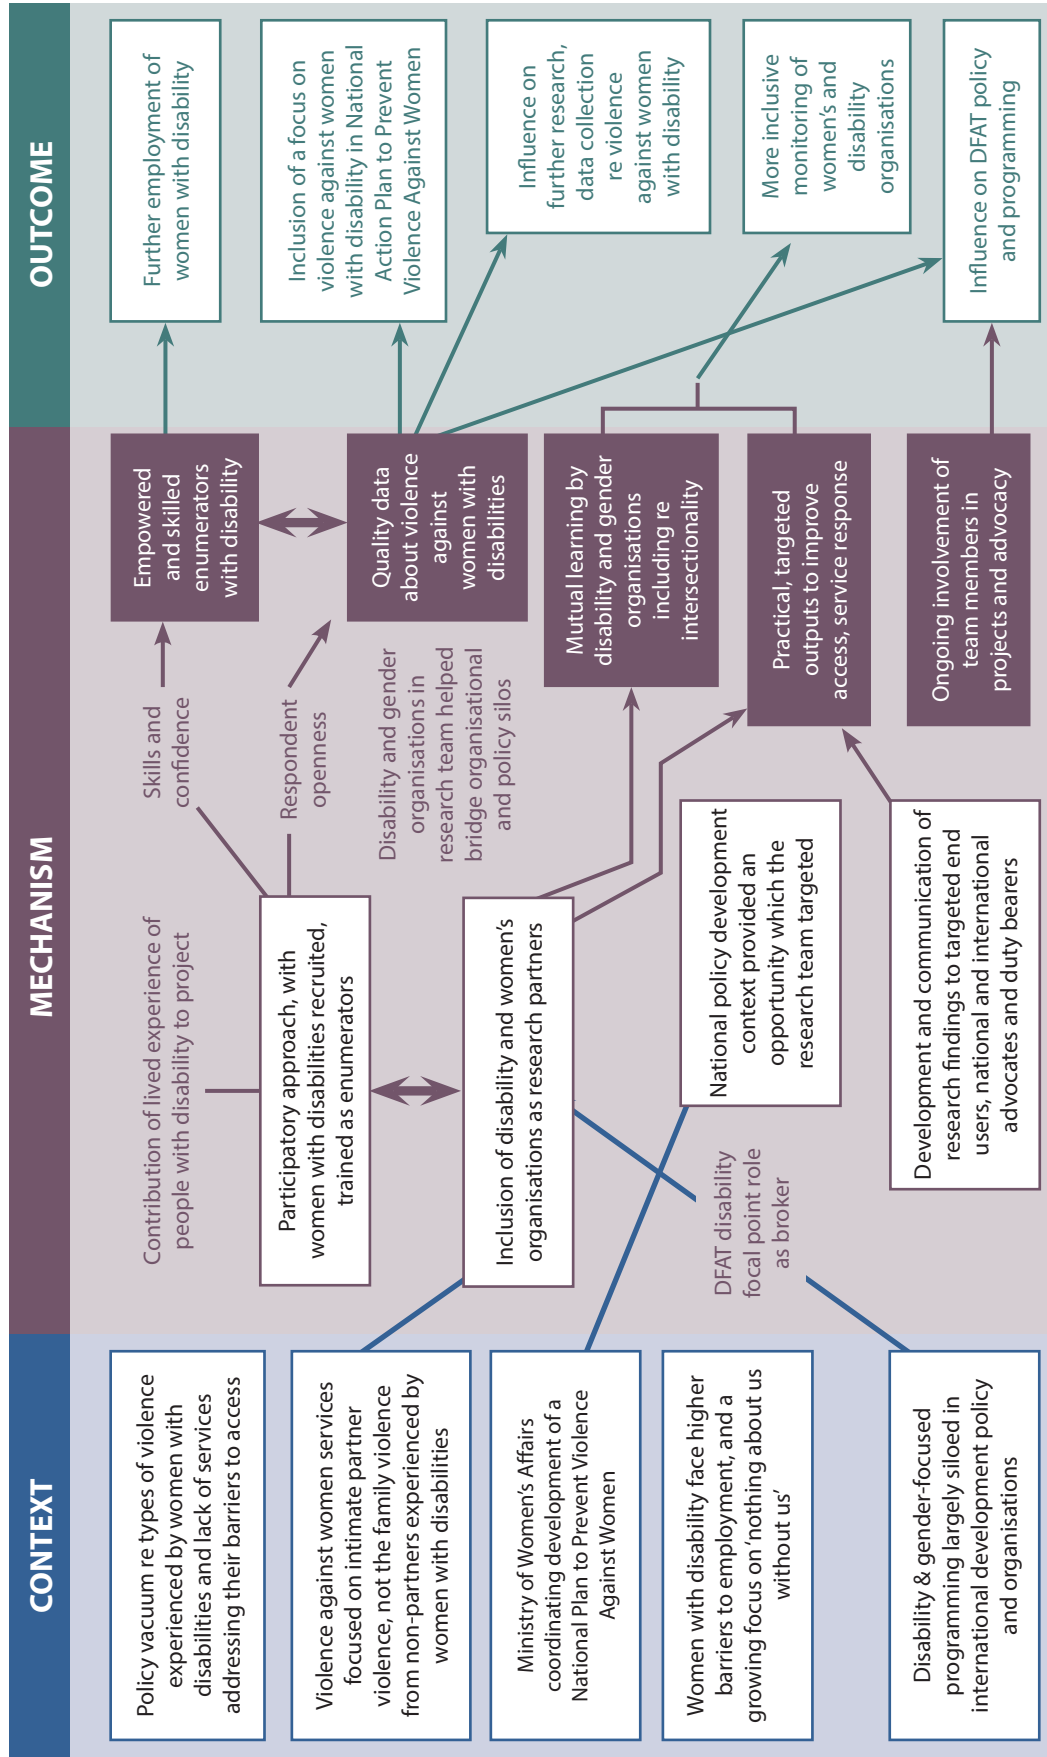 CONTEXT
Policy vacuum re types of violence
experienced by women with
disabilities and lack of services
addressing their barriers to access
Violence against women services
focused on intimate partner
violence, not the family violence
from non-partners experienced by
women with disabilities
Ministry of Women’s Affairs
coordinating development of a
National Plan to Prevent Violence
Against Women
Women with disability face higher
barriers to employment, and a
growing focus on ‘nothing about us
without us’
Disability & gender-focused
programming largely siloed in
international development policy
and organisations
MECHANISM
Contribution of lived experience of
people with disability to project
Participatory approach, with
women with disabilities recruited,
trained as enumerators
Inclusion of disability and women’s
organisations as research partners
DFAT disability
focal point role
as broker
National policy development
context provided an
opportunity which the
research team targeted
Development and communication of
research findings to targeted end
users, national and international
advocates and duty bearers
Skills and
confidence
Respondent
openness
Disability and gender
organisations in
research team helped
bridge organisational
and policy silos
Empowered
and skilled
enumerators
with disability
Quality data
about violence
against
women with
disabilities
Mutual learning by
disability and gender
organisations
including re
intersectionality
Practical, targeted
outputs to improve
access, service response
Ongoing involvement of
team members in
projects and advocacy
OUTCOME
Further employment of
women with disability
Inclusion of a focus on
violence against women
with disability in National
Action Plan to Prevent
Violence Against Women
Influence on
further research,
data collection
re violence
against women
with disability
More inclusive
monitoring of
women’s and
disability
organisations
Influence on DFAT policy
and programming